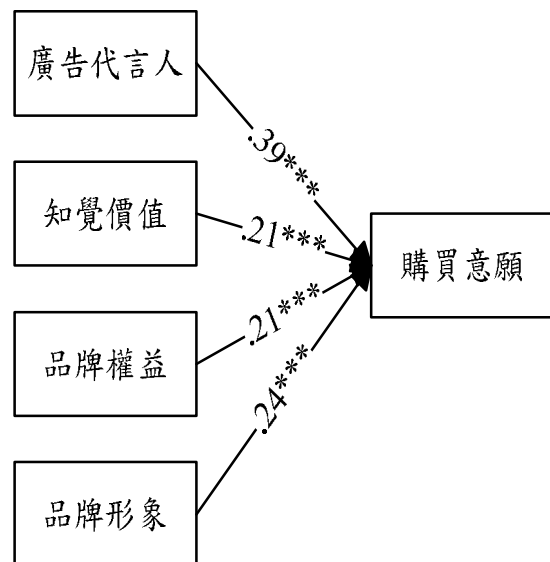 廣告代言人
.39***
知覺價值
.21***
購買意願
.21***
品牌權益
.24***
品牌形象